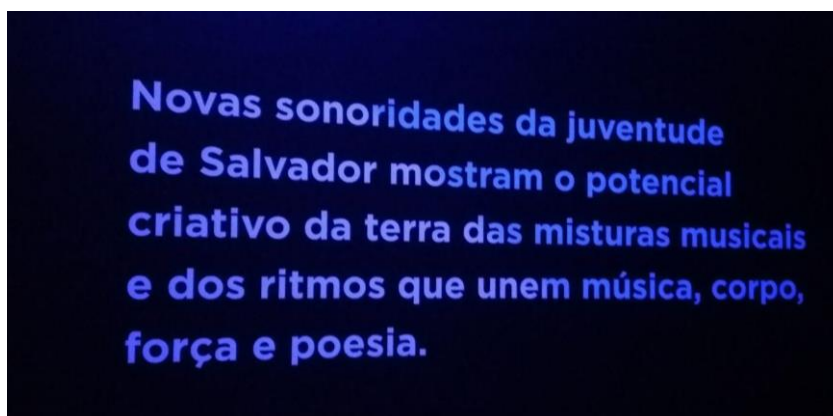 Novas sonoridades da juventude
de Salvador mostram o potencial
criativo da terra das misturas musicais
e dos ritmos que unem música, corpo,
força e poesia.